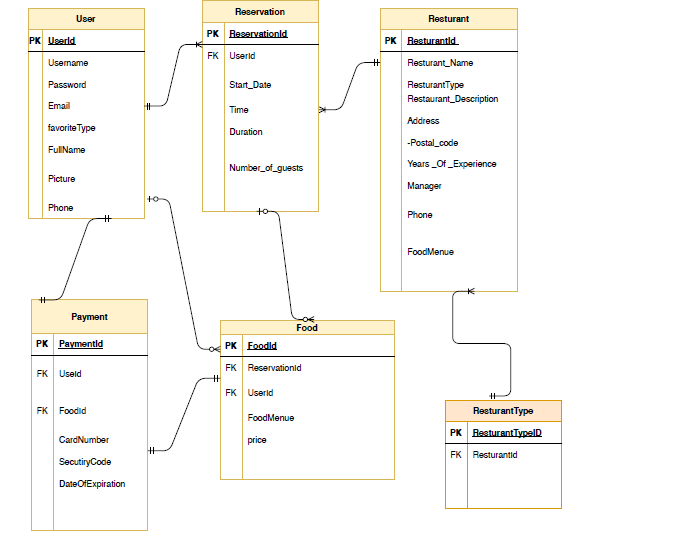 User
PK UserId
Username
Password
Email
favoriteType
FullName
Picture
Phone
Reservation
PK ReservationId
FK UserId
Start_Date
Time
Duration
Number_of_guests
Resturant
PK ResturantId
Resturant_Name
ResturantType
Restaurant_Description
Address
-Postal_code
Years _Of _Experience
Manager
Phone
FoodMenue
Payment
PK PaymentId
FK UseId
FK FoodId
CardNumber
SecutiryCode
DateOfExpiration
Food
PK FoodId
FK ReservationId
FK UserId
FoodMenue
price
ResturantType
PK ResturantTypeID
FK ResturantId